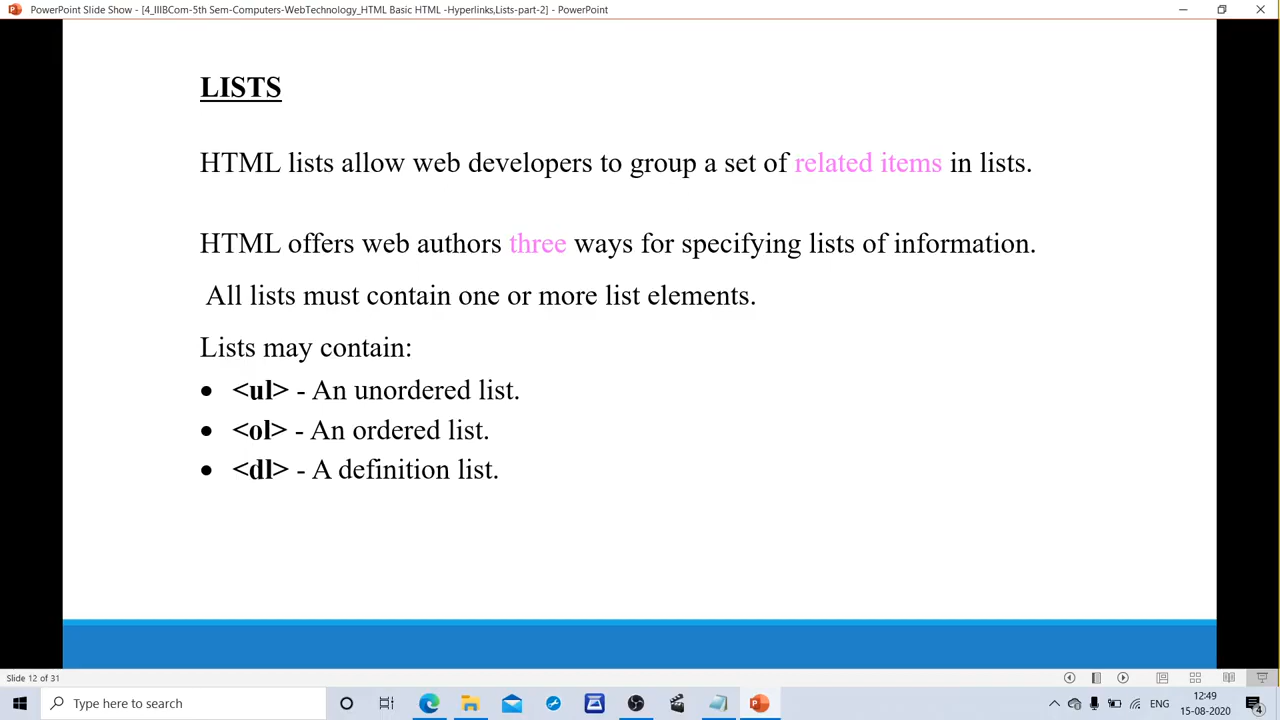 PowerPoint Slide Show - [4_IIIBCom-5th Sem-Computers-WebTechnology_HTML Basic HTML -Hyperlinks,Lists-part-2] - PowerPoint
LISTS
HTML lists allow web developers to group a set of related items in lists.
HTML offers web authors three ways for specifying lists of information.
All lists must contain one or more list elements.
Lists may contain:
• <ul> - An unordered list.
• <ol> - An ordered list.
• <dl> - A definition list.
Slide 12 of 31
Type here to search
ENG
12:49
15-08-2020
4